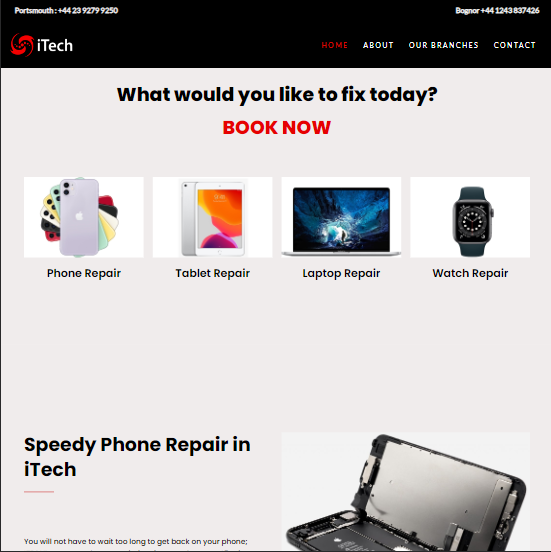 Portsmouth : +44 23 9279 9250
Bognor +44 1243 837426
iTech
HOME
ABOUT
OUR BRANCHES
CONTACT
What would you like to fix today?
BOOK NOW
Phone Repair
Tablet Repair
Laptop Repair
Watch Repair
Speedy Phone Repair in
iTech
You will not have to wait too long to get back on your phone;